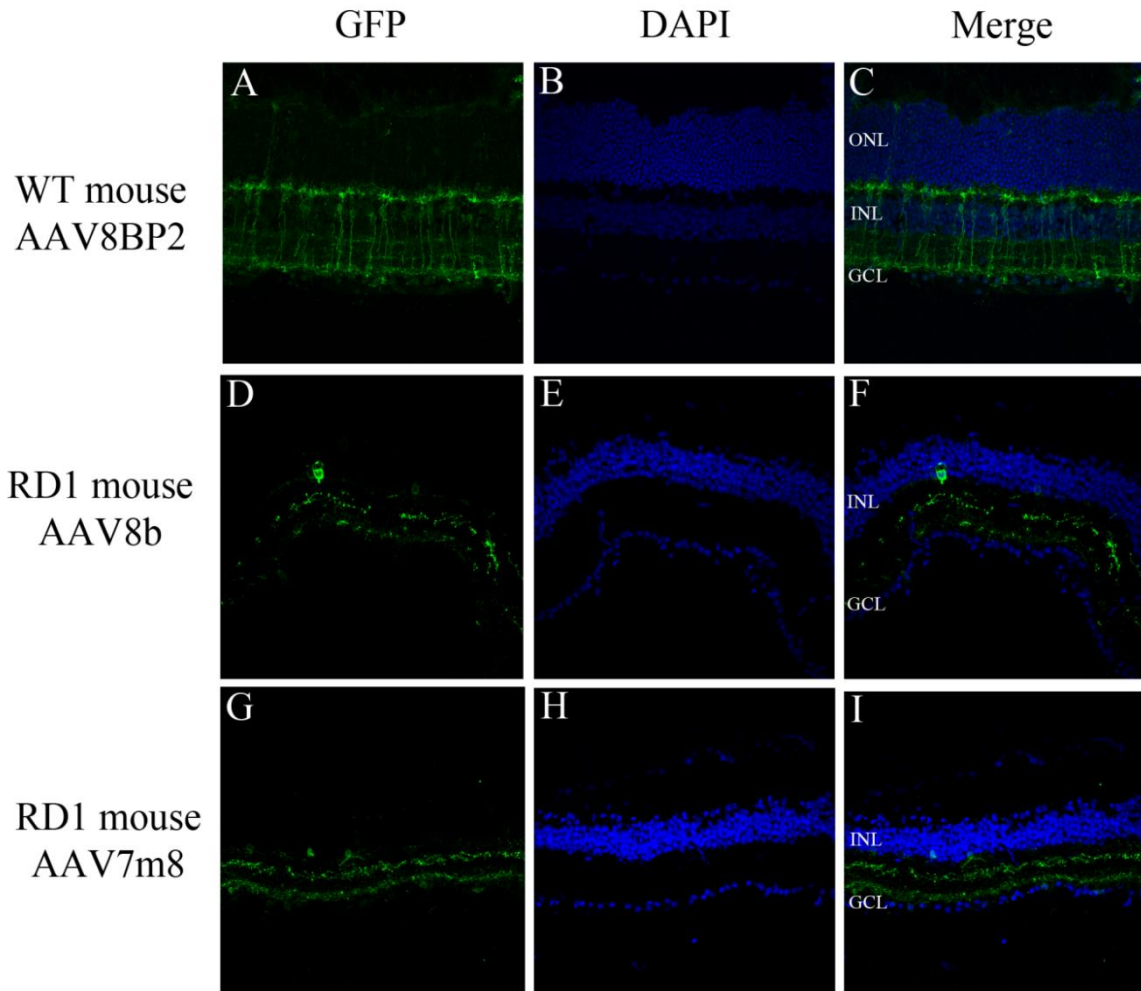 GFP DAPI Merge
A B C
WT mouse
AAV8BP2
ONL
INL
GCL
D E F
RD1 mouse
AAV8b
INL
GCL
G H I
RD1 mouse
AAV7m8
INL
GCL